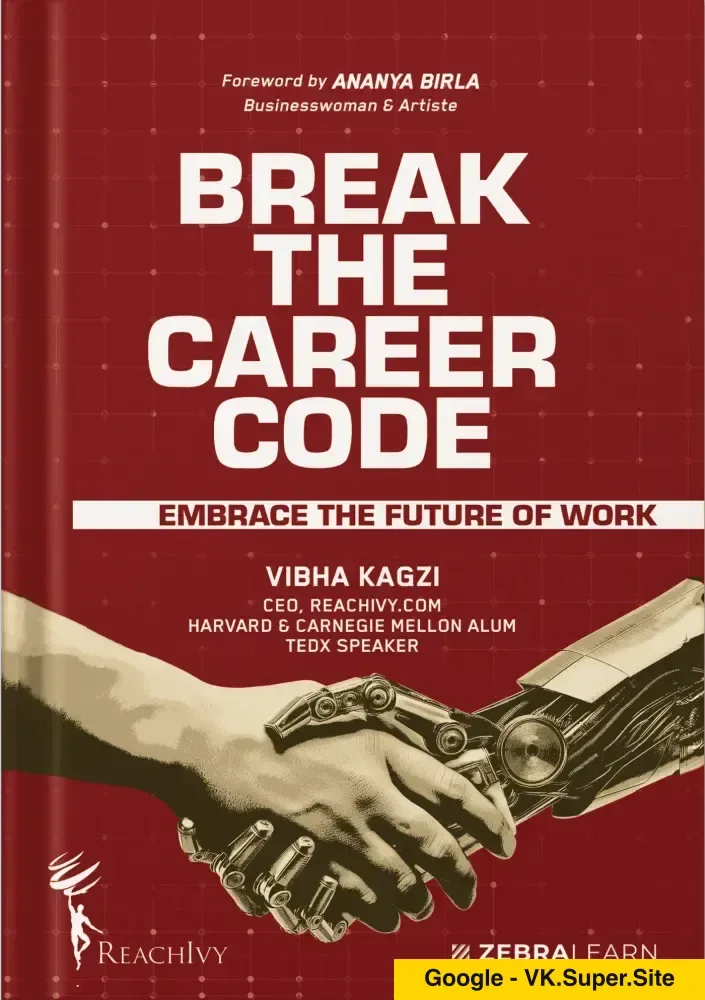 Foreword by ANANYA BIRLA
Businesswoman & Artiste
BREAK
THE
CAREER
CODE
EMBRACE THE FUTURE OF WORK
VIBHA KAGZI
CEO, REACHIVY.COM
HARVARD & CARNEGIE MELLON ALUM
TEDX SPEAKER
REACHIVY
ZEBRALEARN
Google - VK.Super.Site